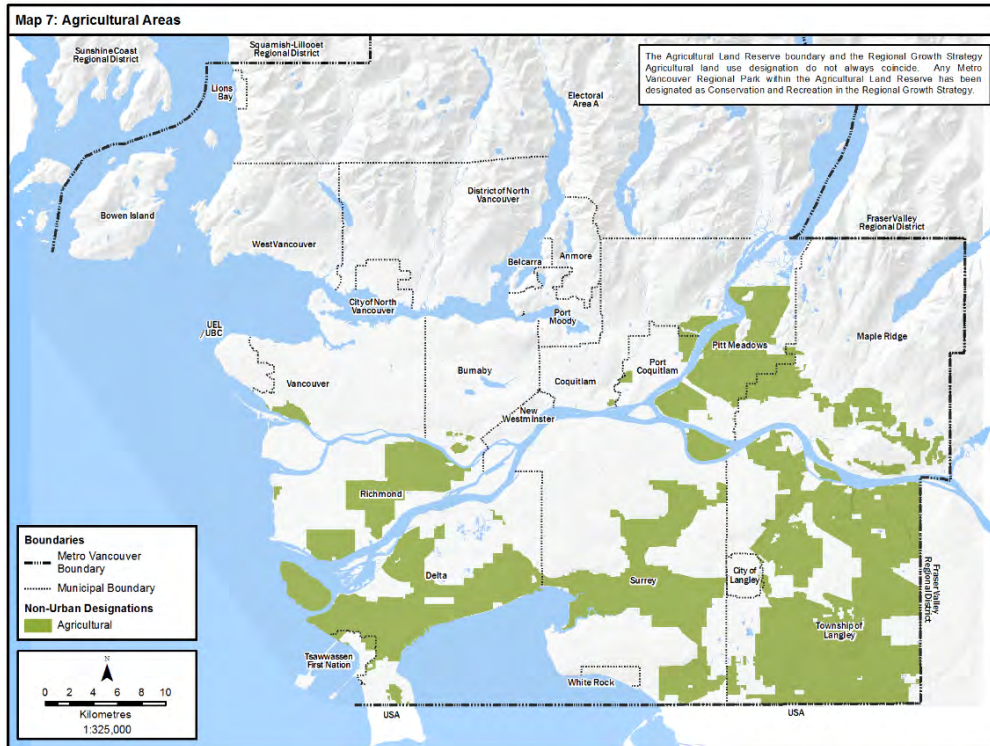 Map 7: Agricultural Areas
Sunshine Coast
Regional District
Squamish-Lillooet
Regional District
The Agricultural Land Reserve boundary and the Regional Growth Strategy
Agricultural land use designation do not always coincide. Any Metro
Vancouver Regional Park within the Agricultural Land Reserve has been
designated as Conservation and Recreation in the Regional Growth Strategy.
Lions
Bay
Electoral
Area A
Bowen Island
District of North
Vancouver
West Vancouver
Fraser Valley
Regional District
Belcarra
Anmore
City of North
Vancouver
Port
Moody
UEL
/UBC
Pitt Meadows
Maple Ridge
Vancouver
Burnaby
Coquitlam
Port
Coquitlam
New
Westminster
Richmond
Delta
Surrey
City of
Langley
Township of
Langley
Fraser Valley
Regional District
Tsawwassen
First Nation
White Rock
USA
USA
Boundaries
Metro Vancouver
Boundary
Municipal Boundary
Non-Urban Designations
Agricultural
N
0 2 4 6 8 10
Kilometres
1:325,000